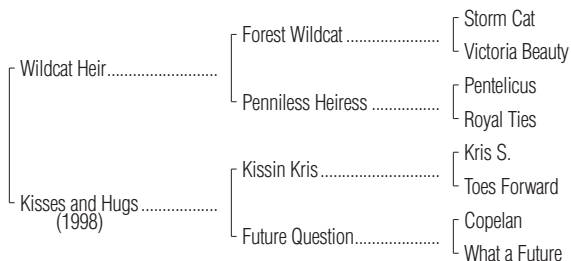 Storm Cat
Forest Wildcat
Victoria Beauty
Wildcat Heir
Pentelicus
Penniless Heiress
Royal Ties
Kris S.
Kissin Kris
Toes Forward
Kisses and Hugs
(1998)
Copelan
Future Question
What a Future